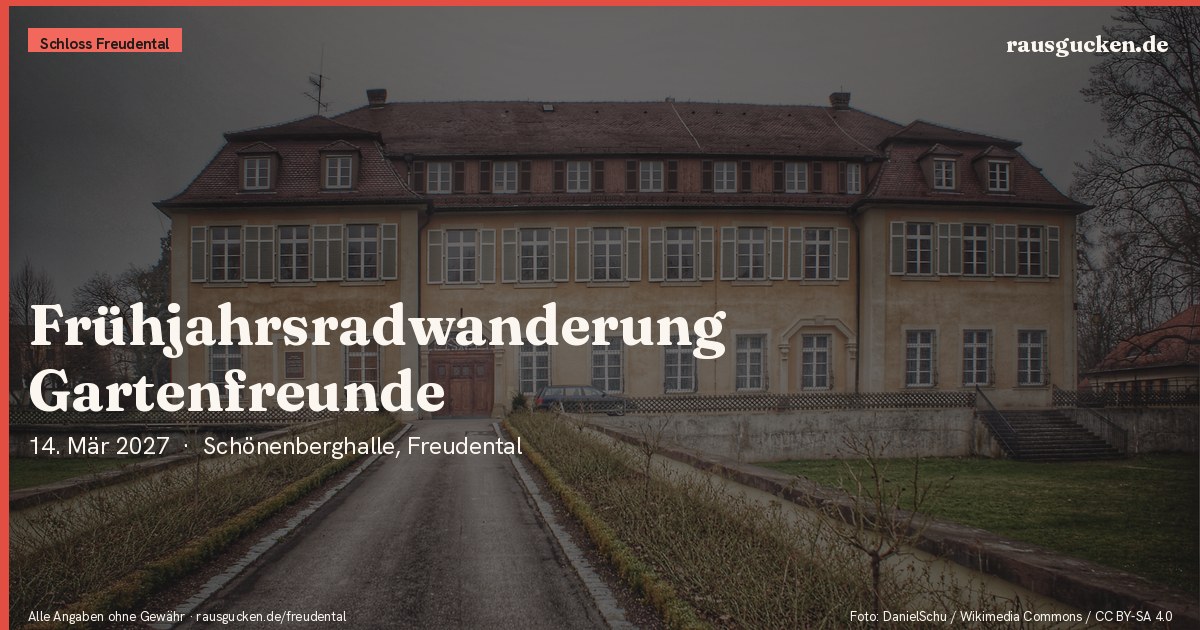 Schloss Freudental
rausgucken.de
Frühjahrsradwanderung
Gartenfreunde
14. Mär 2027 · Schönenberghalle, Freudental
Alle Angaben ohne Gewähr · rausgucken.de/freudental
Foto: DanielSchu / Wikimedia Commons / CC BY-SA 4.0